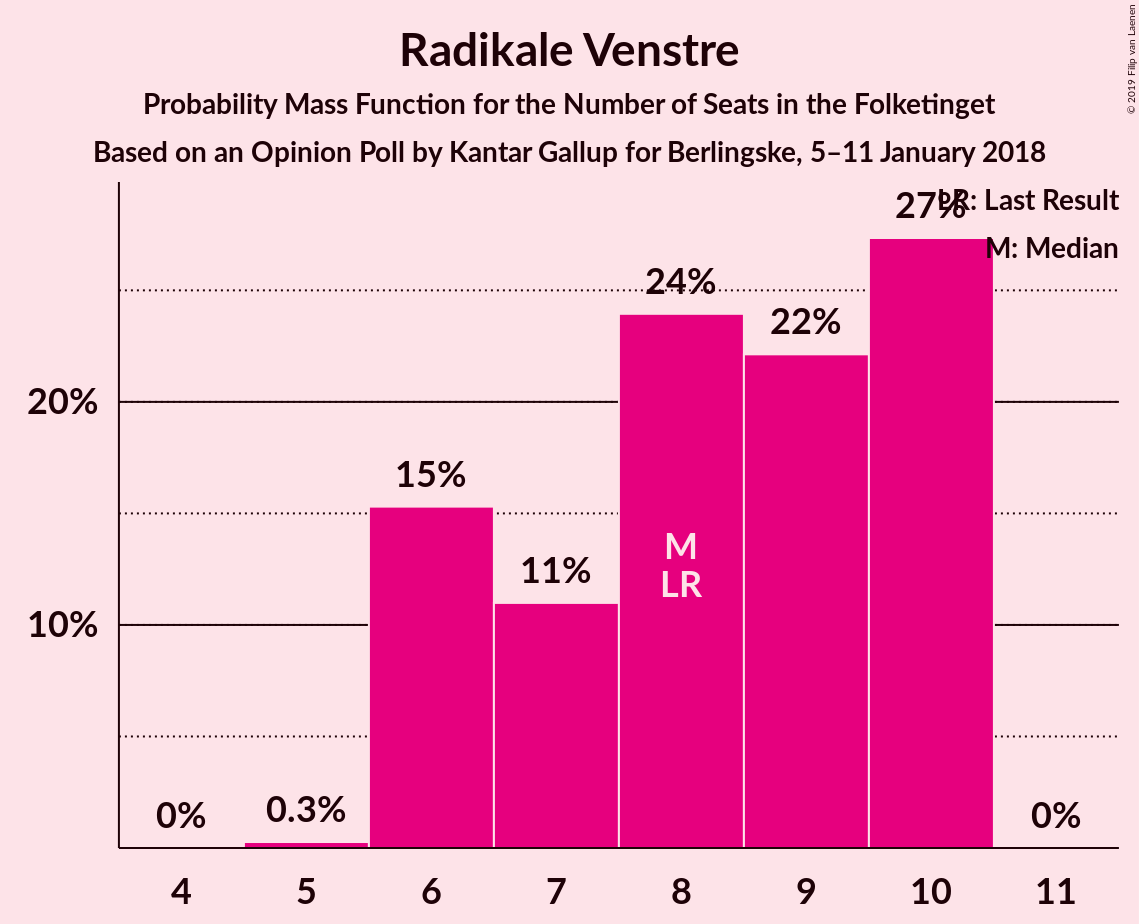 Radikale Venstre
Probability Mass Function for the Number of Seats in the Folketinget
Based on an Opinion Poll by Kantar Gallup for Berlingske, 5–11 January 2018
© 2019 Filip van Laenen
LR: Last Result
M: Median
27%
24%
22%
20%
15%
M
LR
11%
10%
0%
0.3%
0%
4 5 6 7 8 9 10 11